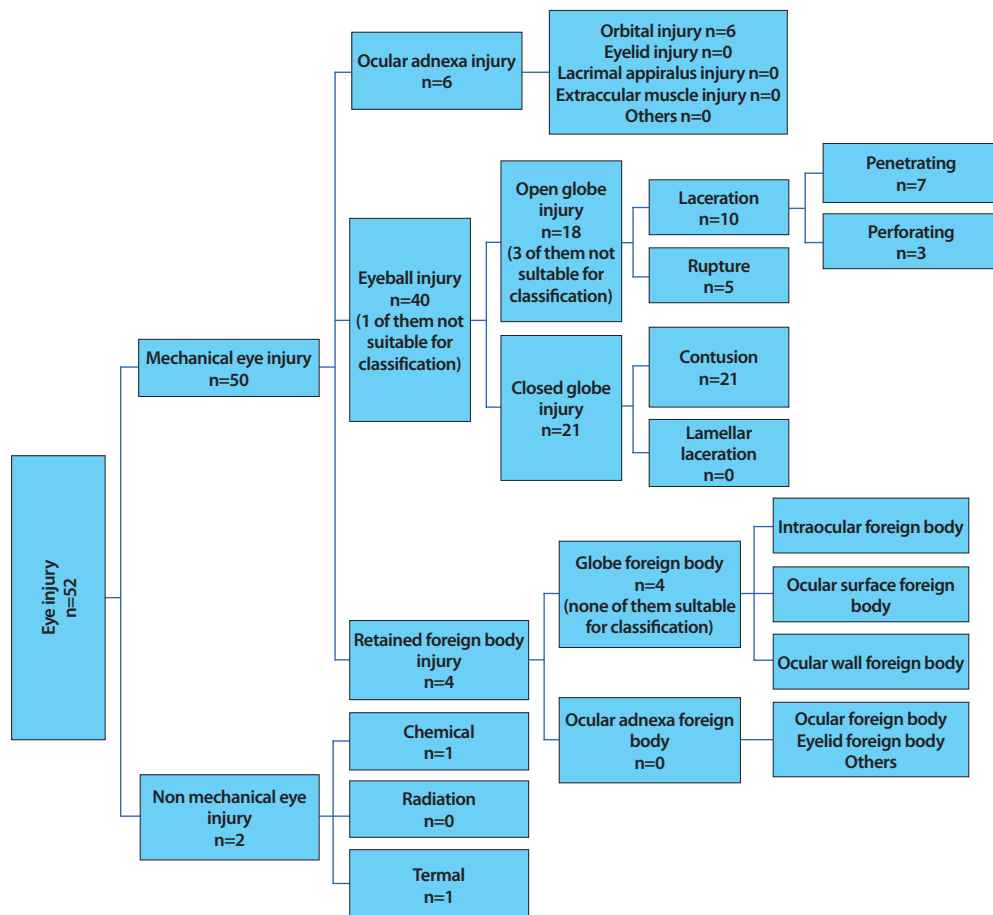 Eye injury
n=52
Mechanical eye injury
n=50
Non mechanical eye
injury
n=2
Ocular adnexa injury
n=6
Orbital injury n=6
Eyelid injury n=0
Lacrimal appiralus injury n=0
Extraccular muscle injury n=0
Others n=0
Eyeball injury
n=40
(1 of them not
suitable for
classification)
Open globe
injury
n=18
(3 of them not
sultable for
classification)
Laceration
n=10
Penetrating
n=7
Perforating
n=3
Rupture
n=5
Closed globe
injury
n=21
Contusion
n=21
Lamellar
laceration
n=0
Retained foreign body
injury
n=4
Globe foreign body
n=4
(none of them sultable
for classification)
Intraocular foreign body
Ocular surface foreign
body
Ocular wall foreign body
Ocular adnexa foreign
body
n=0
Ocular foreign body
Eyelid foreign body
Others
Chemical
n=1
Radiation
n=0
Termal
n=1